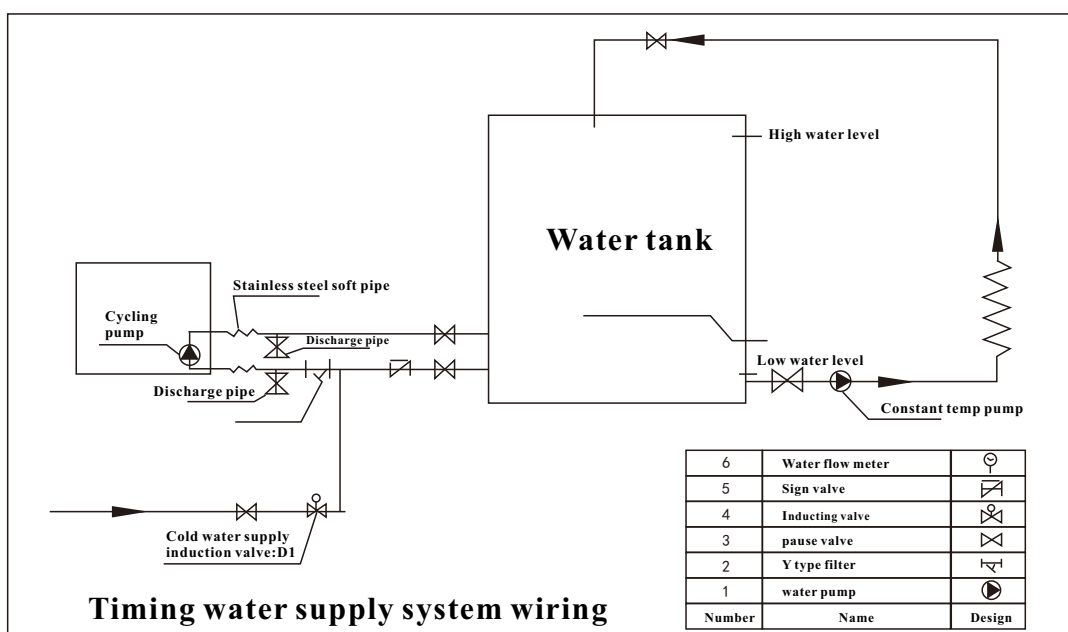 High water level
Water tank
Stainless steel soft pipe
Cycling
pump
Discharge pipe
Low water level
Discharge pipe
Constant temp pump
Cold water supply
induction valve:D1
6 Water flow meter
5 Sign valve
4 Inducting valve
3 pause valve
2 Y type filter
1 water pump
Number Name Design
Timing water supply system wiring